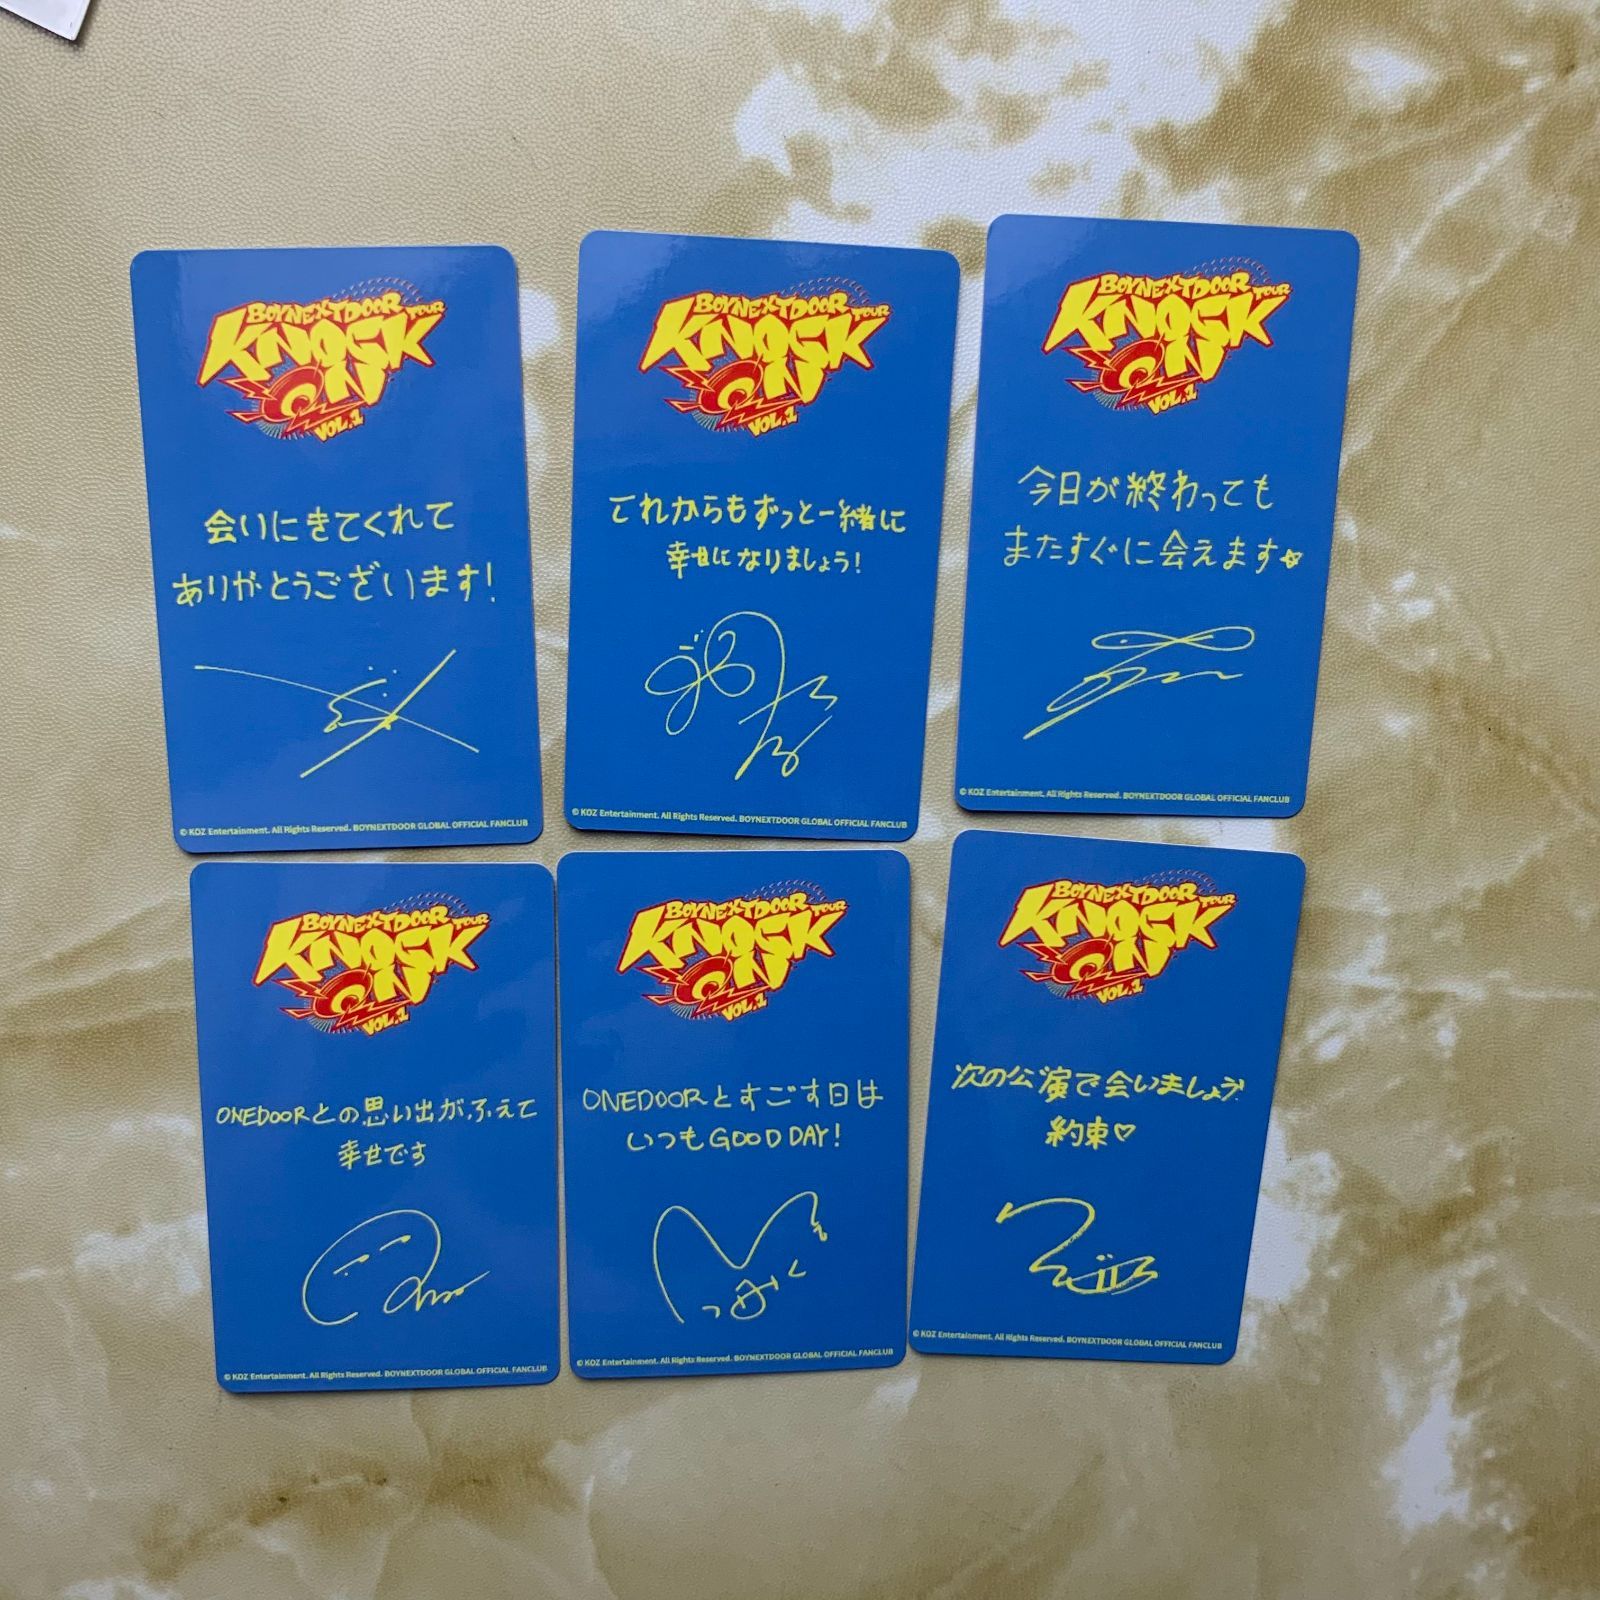 BOYNEXTDOOR
TOUR
KNOCK
ON
VOL.1
会いにきてくれて
ありがとうございます!
© KOZ Entertainment. All Rights Reserved. BOYNEXTDOOR GLOBAL OFFICIAL FANCLUB
BOYNEXTDOOR
TOUR
KNOCK
ON
VOL.1
これからもずっと一緒に
幸せになりましょう!
© KOZ Entertainment. All Rights Reserved. BOYNEXTDOOR GLOBAL OFFICIAL FANCLUB
BOYNEXTDOOR
TOUR
KNOCK
ON
VOL.1
今日が終わっても
またすぐに会えます☆
© KOZ Entertainment. All Rights Reserved. BOYNEXTDOOR GLOBAL OFFICIAL FANCLUB
BOYNEXTDOOR
TOUR
KNOCK
ON
VOL.1
ONEDOORとの思い出がふえて
幸せです
© KOZ Entertainment. All Rights Reserved. BOYNEXTDOOR GLOBAL OFFICIAL FANCLUB
BOYNEXTDOOR
TOUR
KNOCK
ON
VOL.1
ONEDOORとすごす日は
いつもGOOD DAY!
© KOZ Entertainment. All Rights Reserved. BOYNEXTDOOR GLOBAL OFFICIAL FANCLUB
BOYNEXTDOOR
TOUR
KNOCK
ON
VOL.1
次の公演で会いましょう!
約束♡
© KOZ Entertainment. All Rights Reserved. BOYNEXTDOOR GLOBAL OFFICIAL FANCLUB